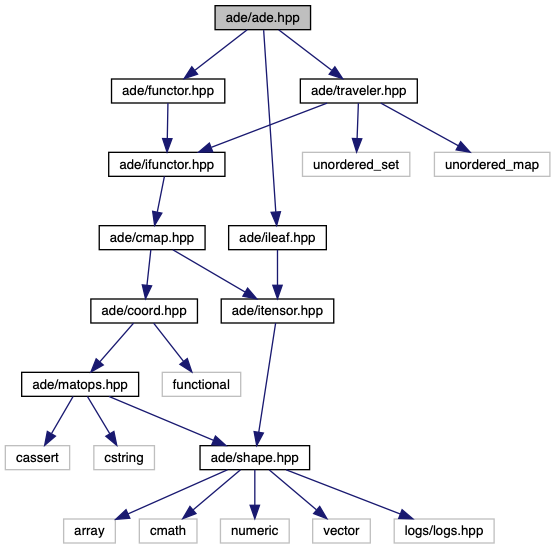 ade/ade.hpp
ade/functor.hpp
ade/traveler.hpp
ade/ifunctor.hpp
unordered_set
unordered_map
ade/cmap.hpp
ade/ileaf.hpp
ade/coord.hpp
ade/itensor.hpp
ade/matops.hpp
functional
cassert
cstring
ade/shape.hpp
array
cmath
numeric
vector
logs/logs.hpp